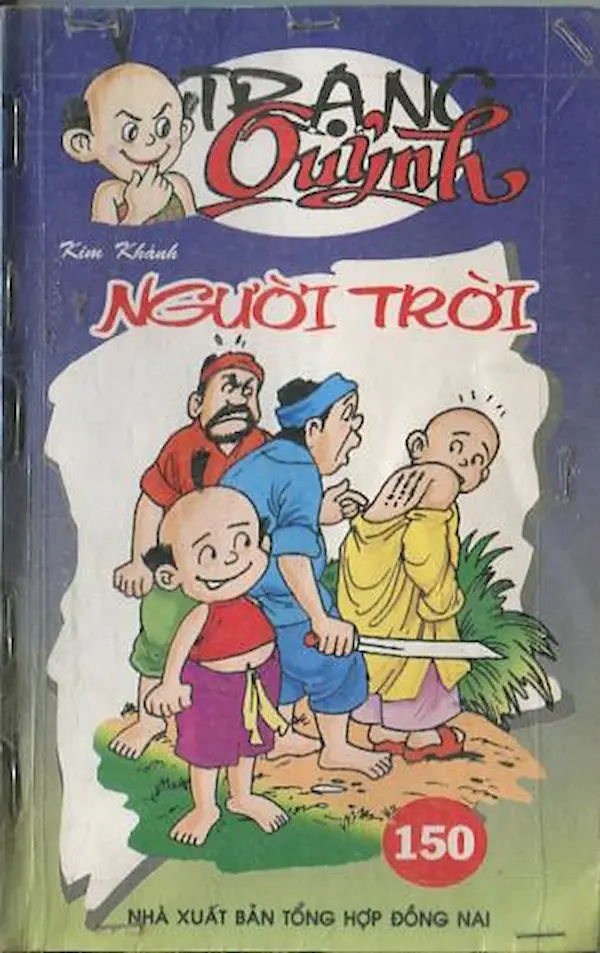 TRẠNG
Quỳnh
Kim Khánh
NGƯỜI TRỜI
150
NHÀ XUẤT BẢN TỔNG HỢP ĐỒNG NAI